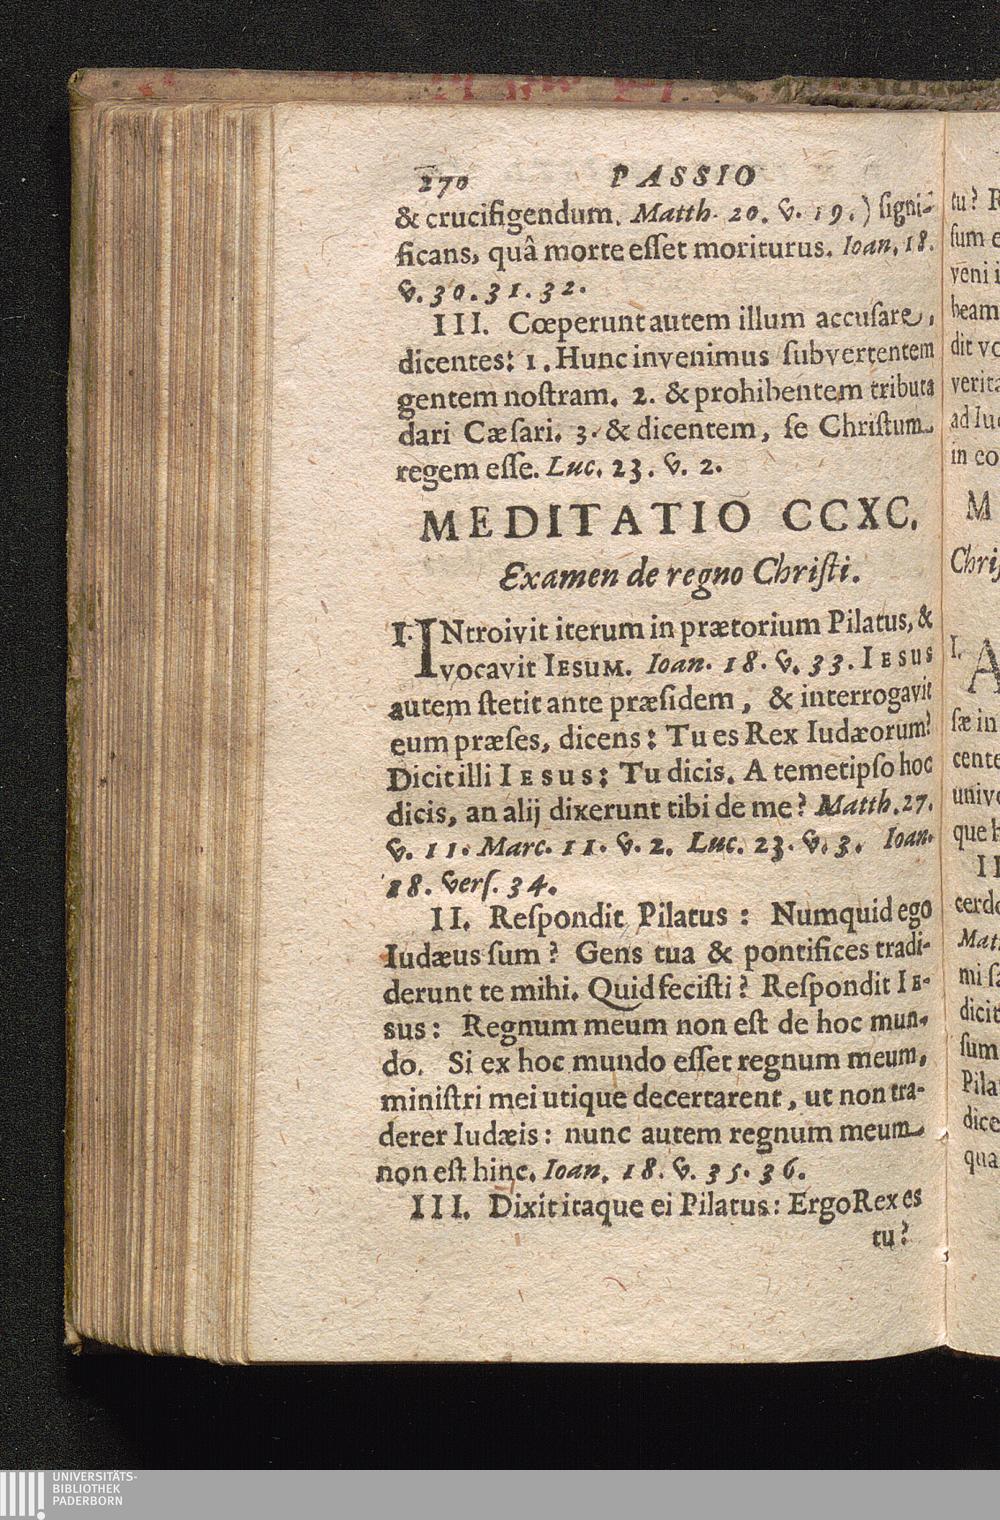 270 PASSIO
& crucifigendum. Matth. 20. v. 19.) signi-
ficans, quâ morte esset moriturus. Ioan. 18.
v. 30. 31. 32.
III. Cœperunt autem illum accusare,
dicentes: 1. Hunc invenimus subvertentem
gentem nostram. 2. & prohibentem tributa
dari Cæsari. 3. & dicentem, se Christum
regem esse. Luc. 23. v. 2.
MEDITATIO CCXC.
Examen de regno Christi.
I. INtroivit iterum in prætorium Pilatus, &
vocavit IESUM. Ioan. 18. v. 33. IESUS
autem stetit ante præsidem, & interrogavit
eum præses, dicens: Tu es Rex Iudæorum?
Dicit illi IESUS: Tu dicis. A temetipso hoc
dicis, an alij dixerunt tibi de me? Matth. 27.
v. 11. Marc. 11. v. 2. Luc. 23. v. 3. Ioan.
18. vers. 34.
II. Respondit Pilatus: Numquid ego
Iudæus sum? Gens tua & pontifices tradi-
derunt te mihi. Quid fecisti? Respondit IE-
sus: Regnum meum non est de hoc mun-
do. Si ex hoc mundo esset regnum meum,
ministri mei utique decertarent, ut non tra-
derer Iudæis: nunc autem regnum meum
non est hinc. Ioan. 18. v. 35. 36.
III. Dixit itaque ei Pilatus: Ergo Rex es
tu?
UNIVERSITÄTS-
BIBLIOTHEK
PADERBORN